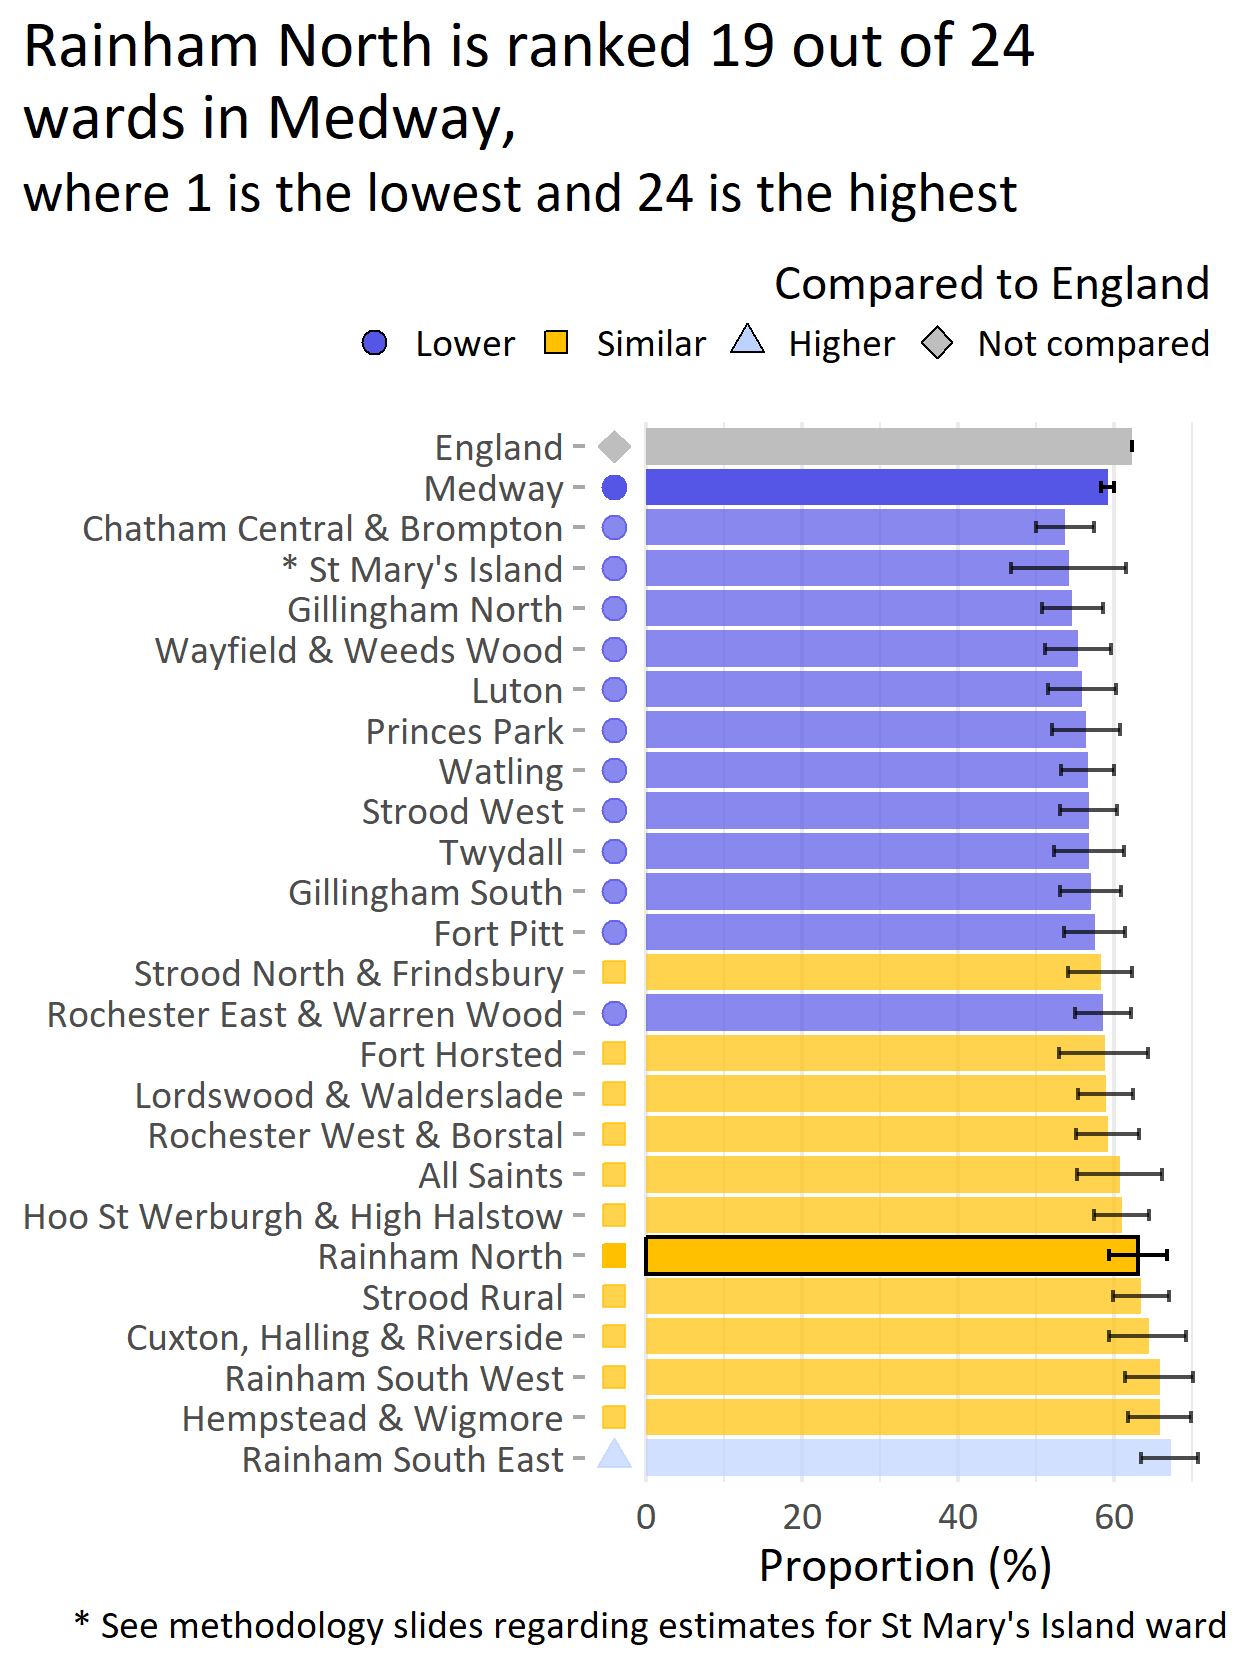 Rainham North is ranked 19 out of 24
wards in Medway,
where 1 is the lowest and 24 is the highest
Compared to England
Lower Similar Higher Not compared
England
Medway
Chatham Central & Brompton
* St Mary's Island
Gillingham North
Wayfield & Weeds Wood
Luton
Princes Park
Watling
Strood West
Twydall
Gillingham South
Fort Pitt
Strood North & Frindsbury
Rochester East & Warren Wood
Fort Horsted
Lordswood & Walderslade
Rochester West & Borstal
All Saints
Hoo St Werburgh & High Halstow
Rainham North
Strood Rural
Cuxton, Halling & Riverside
Rainham South West
Hempstead & Wigmore
Rainham South East
0 20 40 60
Proportion (%)
* See methodology slides regarding estimates for St Mary's Island ward